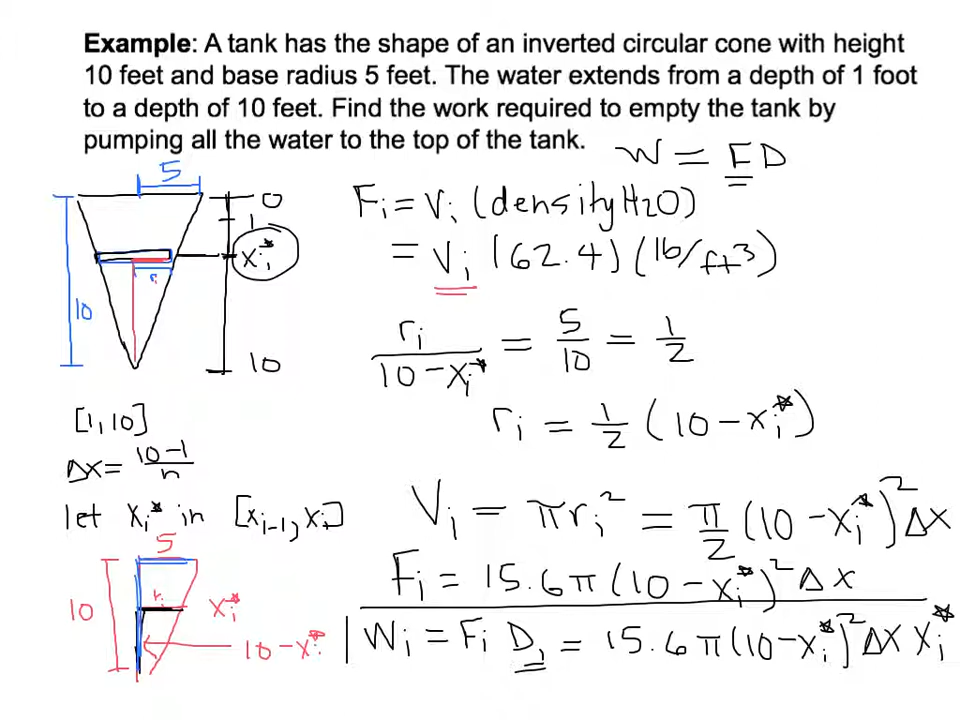 Example: A tank has the shape of an inverted circular cone with height
10 feet and base radius 5 feet. The water extends from a depth of 1 foot
to a depth of 10 feet. Find the work required to empty the tank by
pumping all the water to the top of the tank.
W = FD
5
0
1
xᵢ*
rᵢ
10
10
Fᵢ = Vᵢ (density H2O)
= Vᵢ (62.4) (lb/ft3)
rᵢ / (10-xᵢ*) = 5/10 = 1/2
rᵢ = 1/2 (10-xᵢ*)
[1,10]
Δx = (10-1)/n
let xᵢ* in [xᵢ₋₁, xᵢ]
Vᵢ = πrᵢ² = π/2 (10-xᵢ*)² Δx
Fᵢ = 15.6π(10-xᵢ*)² Δx
Wᵢ = Fᵢ Dᵢ = 15.6π(10-xᵢ*)² Δx xᵢ*
5
10
rᵢ
xᵢ*
10-xᵢ*